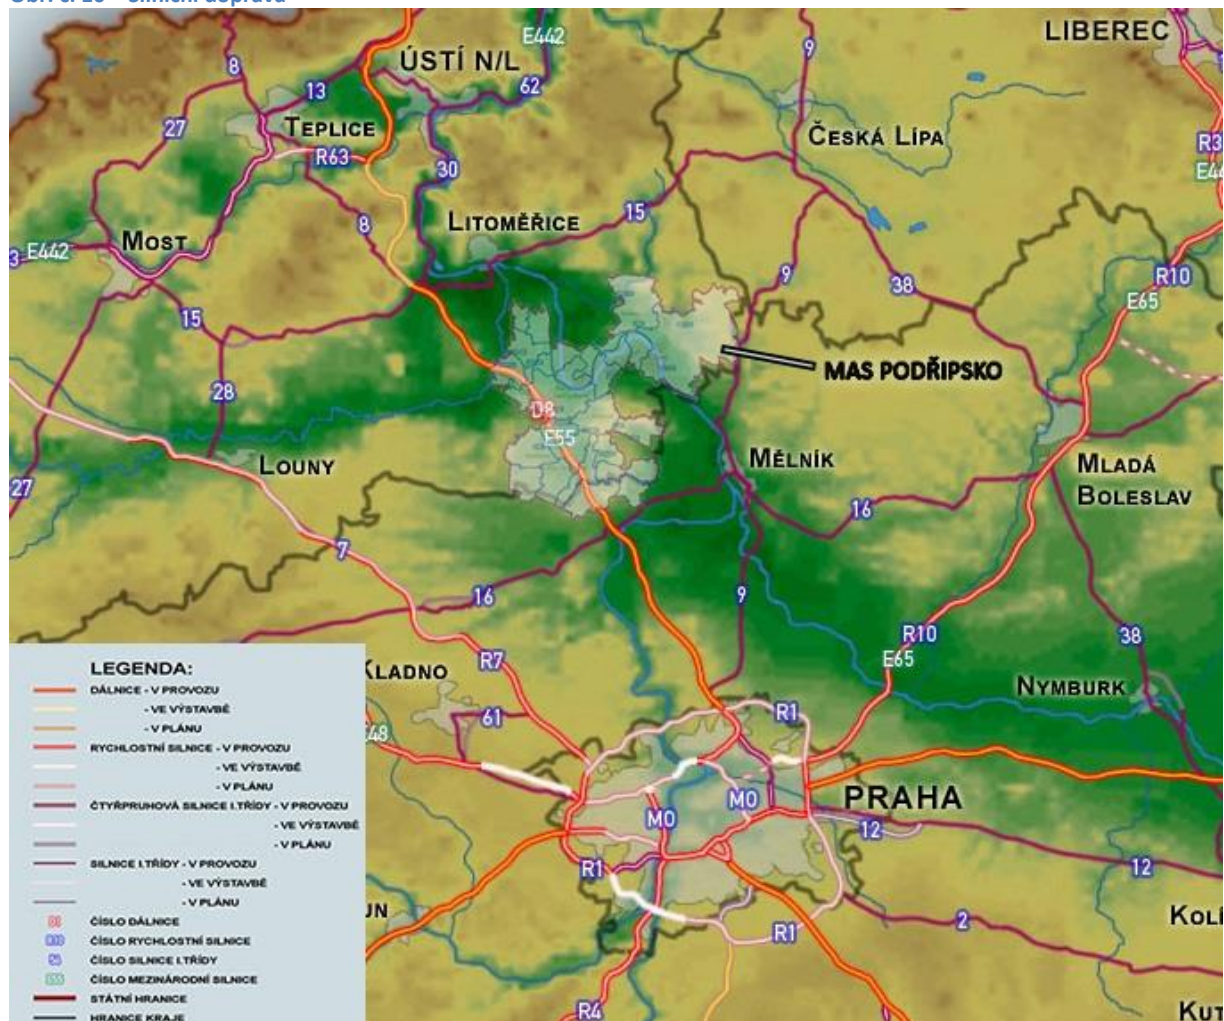 E442
LIBEREC
9
ÚSTÍ N/L
8
13
62
TEPLICE
27
ČESKÁ LÍPA
R63
30
15
LITOMĚŘICE
8
MOST
E442
9
38
R10
E65
15
MAS PODŘIPSKO
28
D8
E55
LOUNY
MĚLNÍK
MLADÁ
BOLESLAV
27
16
7
16
9
R10
38
E65
R7
NYMBURK
KLADNO
61
R1
PRAHA
M0
M0
12
12
R1
2
R1
R4
LEGENDA:
DÁLNICE - V PROVOZU
- VE VÝSTAVBĚ
- V PLÁNU
RYCHLOSTNÍ SILNICE - V PROVOZU
- VE VÝSTAVBĚ
- V PLÁNU
ČTYŘPRUHOVÁ SILNICE I.TŘÍDY - V PROVOZU
- VE VÝSTAVBĚ
- V PLÁNU
SILNICE I.TŘÍDY - V PROVOZU
- VE VÝSTAVBĚ
- V PLÁNU
ČÍSLO DÁLNICE
ČÍSLO RYCHLOSTNÍ SILNICE
ČÍSLO SILNICE I.TŘÍDY
ČÍSLO MEZINÁRODNÍ SILNICE
STÁTNÍ HRANICE
HRANICE KRAJE